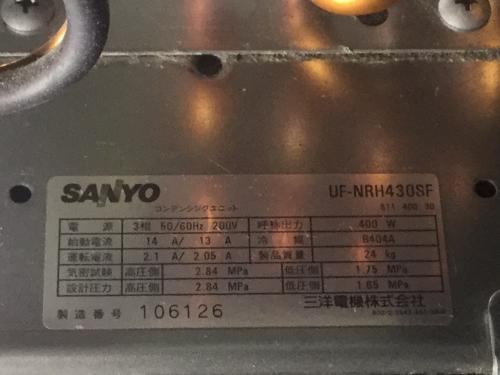 SANYO UF-NRH430SF
コンデンシングユニット 811 400 30
電源 3相 50/60Hz 200V 呼称出力 400 W
始動電流 14 A/ 13 A 冷媒 R404A
運転電流 2.1 A/ 2.05 A 製品質量 24 kg
気密試験 高圧側 2.84 MPa 低圧側 1.75 MPa
設計圧力 高圧側 2.84 MPa 低圧側 1.65 MPa
三洋電機株式会社
製造番号 106126